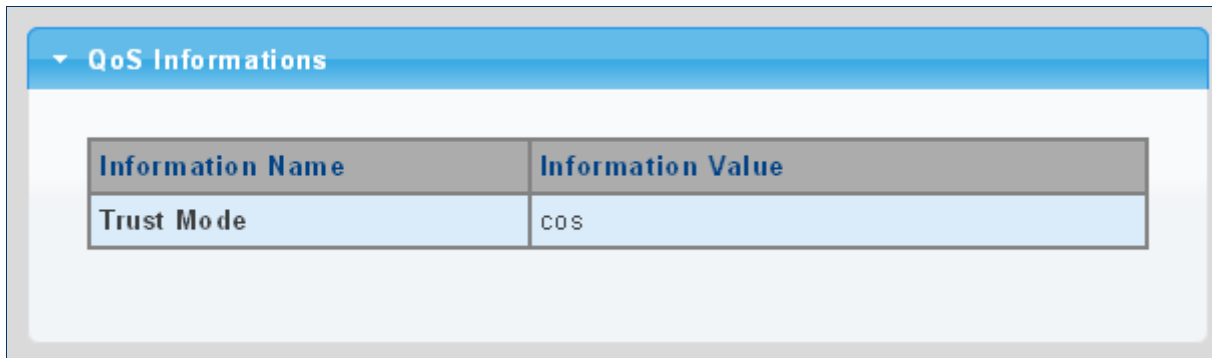 QoS Informations
Information Name Information Value
Trust Mode cos